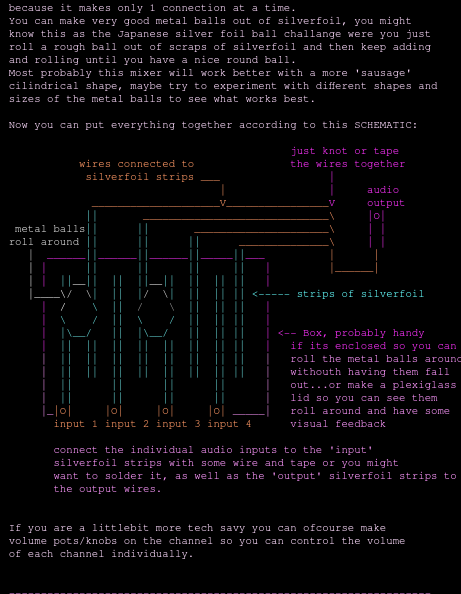 because it makes only 1 connection at a time.
You can make very good metal balls out of silverfoil, you might
know this as the Japanese silver foil ball challange were you just
roll a rough ball out of scraps of silverfoil and then keep adding
and rolling until you have a nice round ball.
Most probably this mixer will work better with a more 'sausage'
cilindrical shape, maybe try to experiment with different shapes and
sizes of the metal balls to see what works best.
Now you can put everything together according to this SCHEMATIC:
just knot or tape
wires connected to the wires together
silverfoil strips
audio
output
metal balls
roll around
<----- strips of silverfoil
<-- Box, probably handy
if its enclosed so you can
roll the metal balls around
withouth having them fall
out...or make a plexiglass
lid so you can see them
roll around and have some
visual feedback
input 1 input 2 input 3 input 4
connect the individual audio inputs to the 'input'
silverfoil strips with some wire and tape or you might
want to solder it, as well as the 'output' silverfoil strips to
the output wires.
If you are a littlebit more tech savy you can ofcourse make
volume pots/knobs on the channel so you can control the volume
of each channel individually.